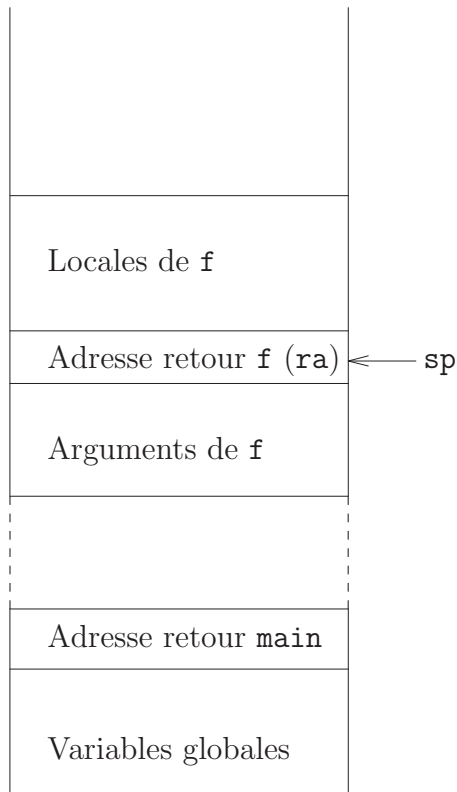 Locales de f
Adresse retour f (ra)
sp
Arguments de f
Adresse retour main
Variables globales